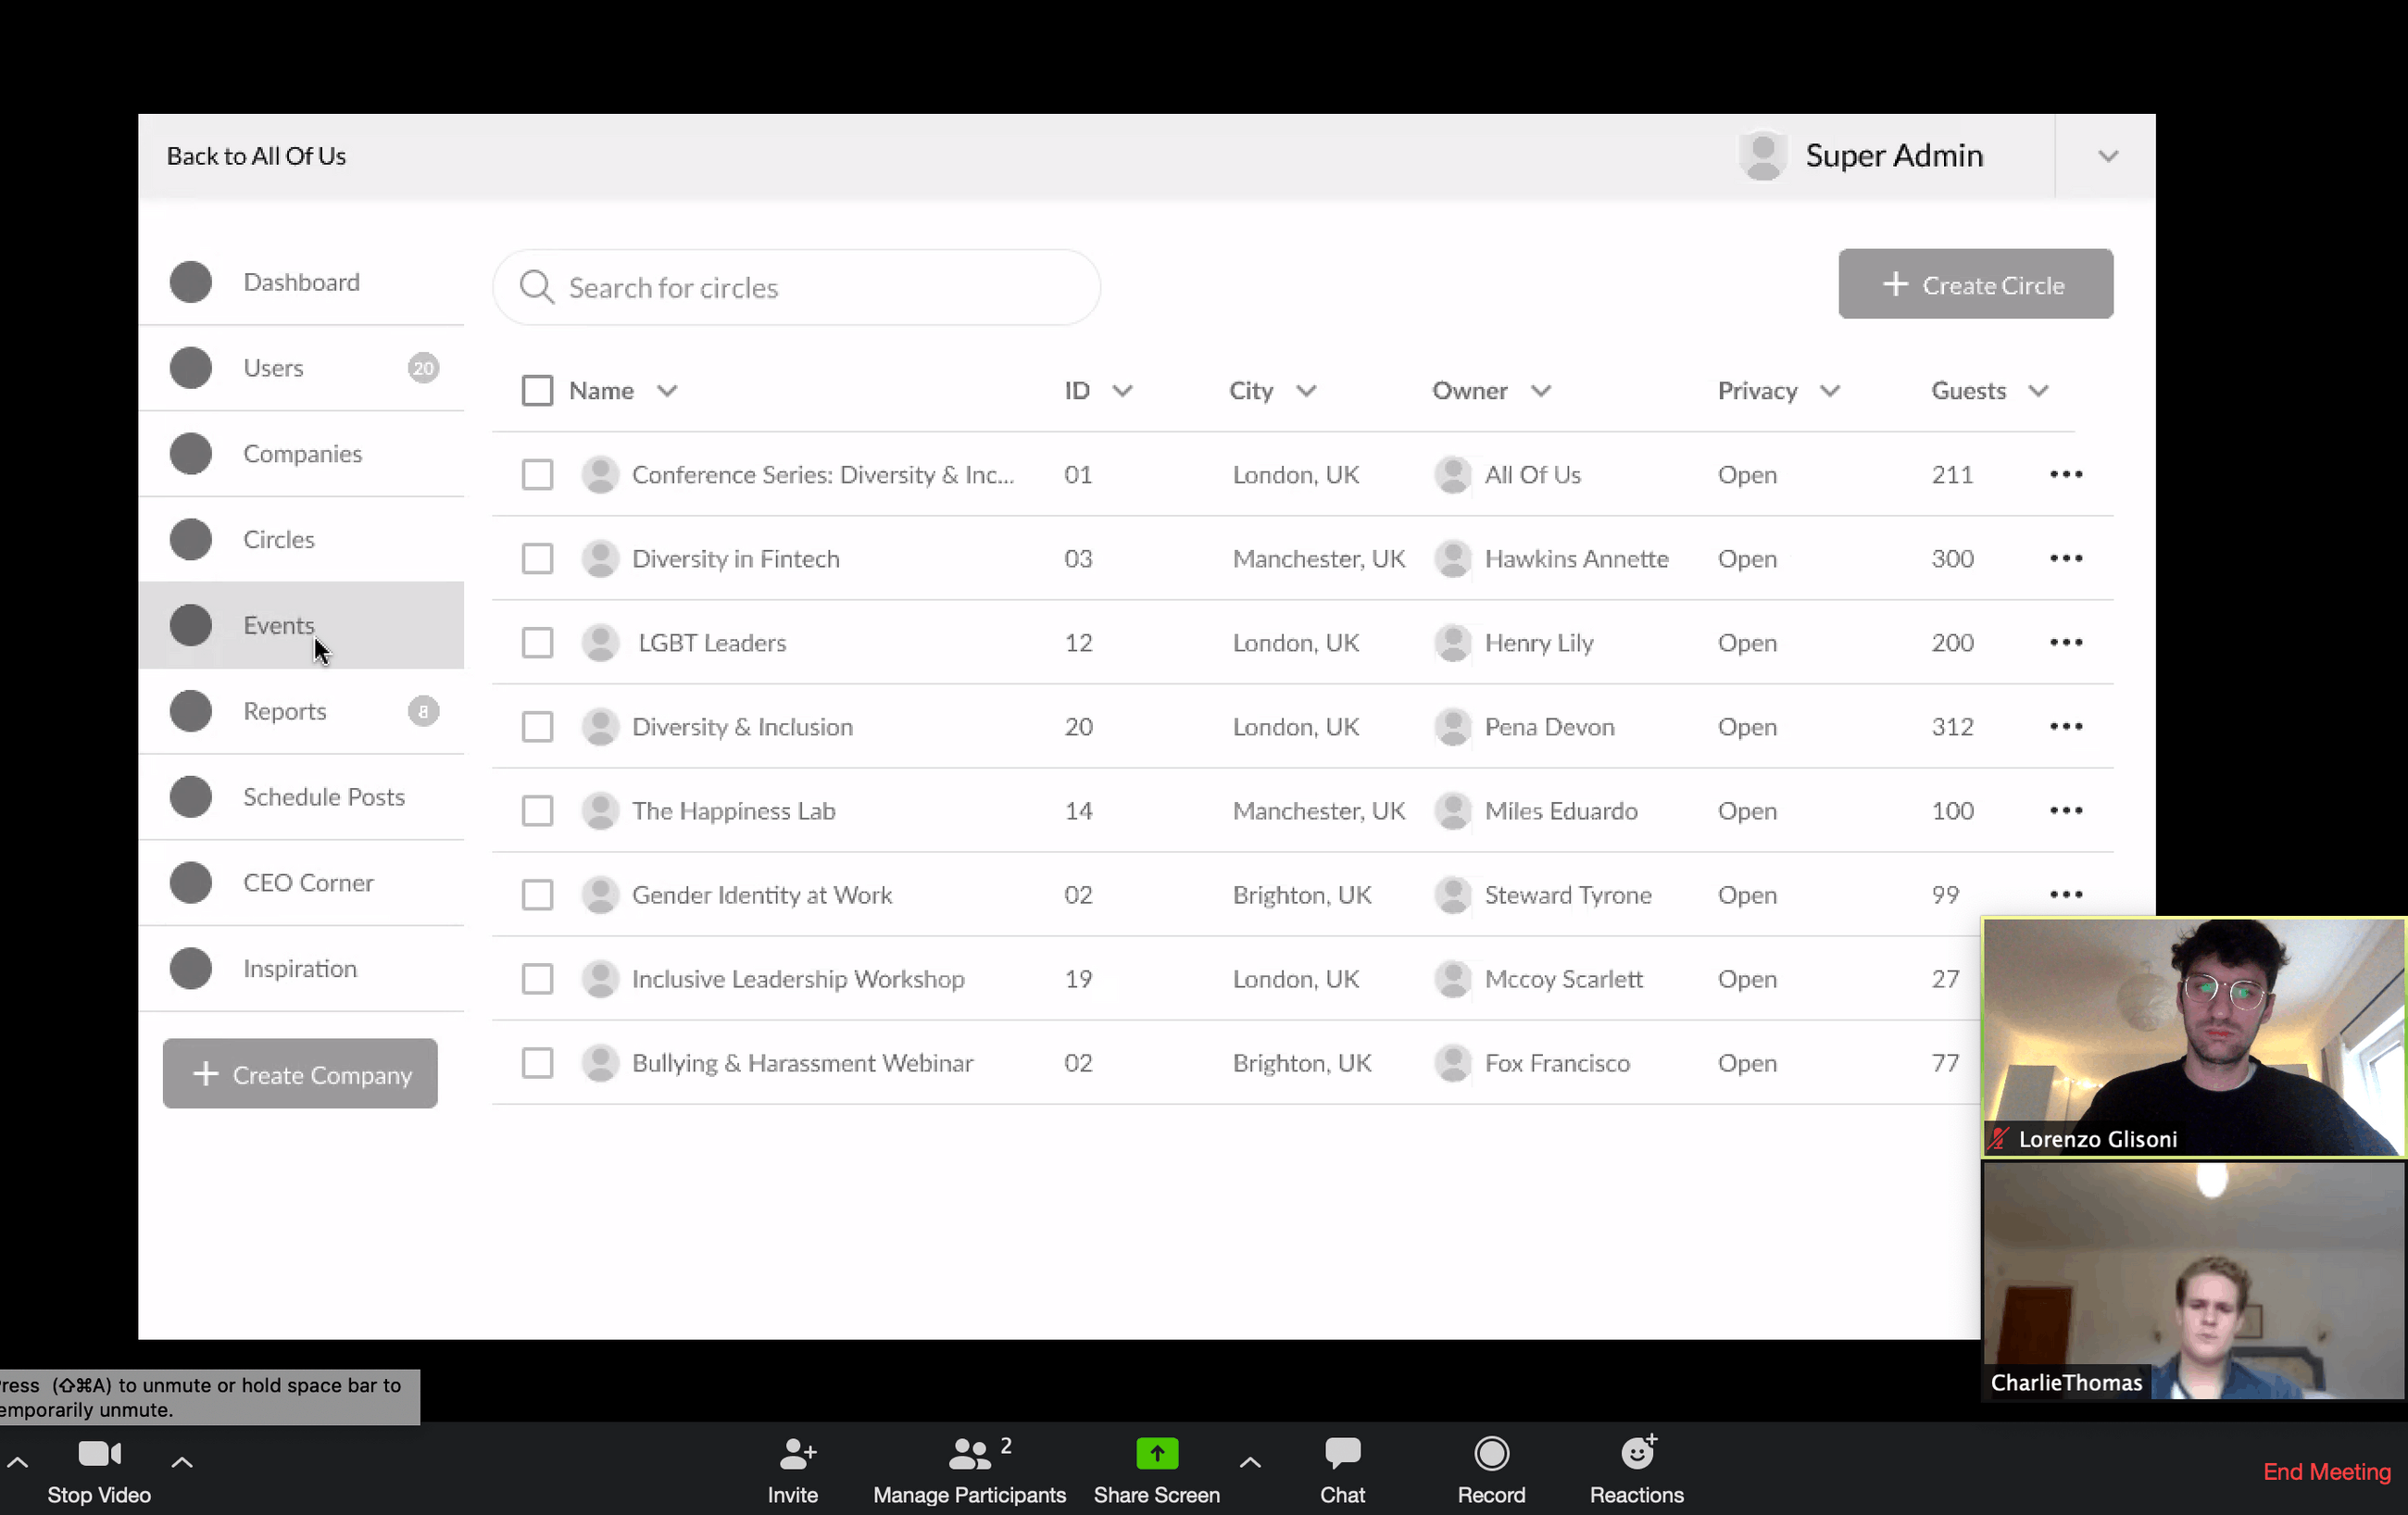 Back to All Of Us
Super Admin
Dashboard
Users 20
Companies
Circles
Events
Reports 8
Schedule Posts
CEO Corner
Inspiration
+ Create Company
Search for circles
+ Create Circle
Name ID City Owner Privacy Guests
Conference Series: Diversity & Inc... 01 London, UK All Of Us Open 211 •••
Diversity in Fintech 03 Manchester, UK Hawkins Annette Open 300 •••
LGBT Leaders 12 London, UK Henry Lily Open 200 •••
Diversity & Inclusion 20 London, UK Pena Devon Open 312 •••
The Happiness Lab 14 Manchester, UK Miles Eduardo Open 100 •••
Gender Identity at Work 02 Brighton, UK Steward Tyrone Open 99 •••
Inclusive Leadership Workshop 19 London, UK Mccoy Scarlett Open 27
Bullying & Harassment Webinar 02 Brighton, UK Fox Francisco Open 77
Lorenzo Glisoni
CharlieThomas
ress (⇧⌘A) to unmute or hold space bar to
emporarily unmute.
Stop Video
Invite
Manage Participants 2
Share Screen
Chat
Record
Reactions
End Meeting